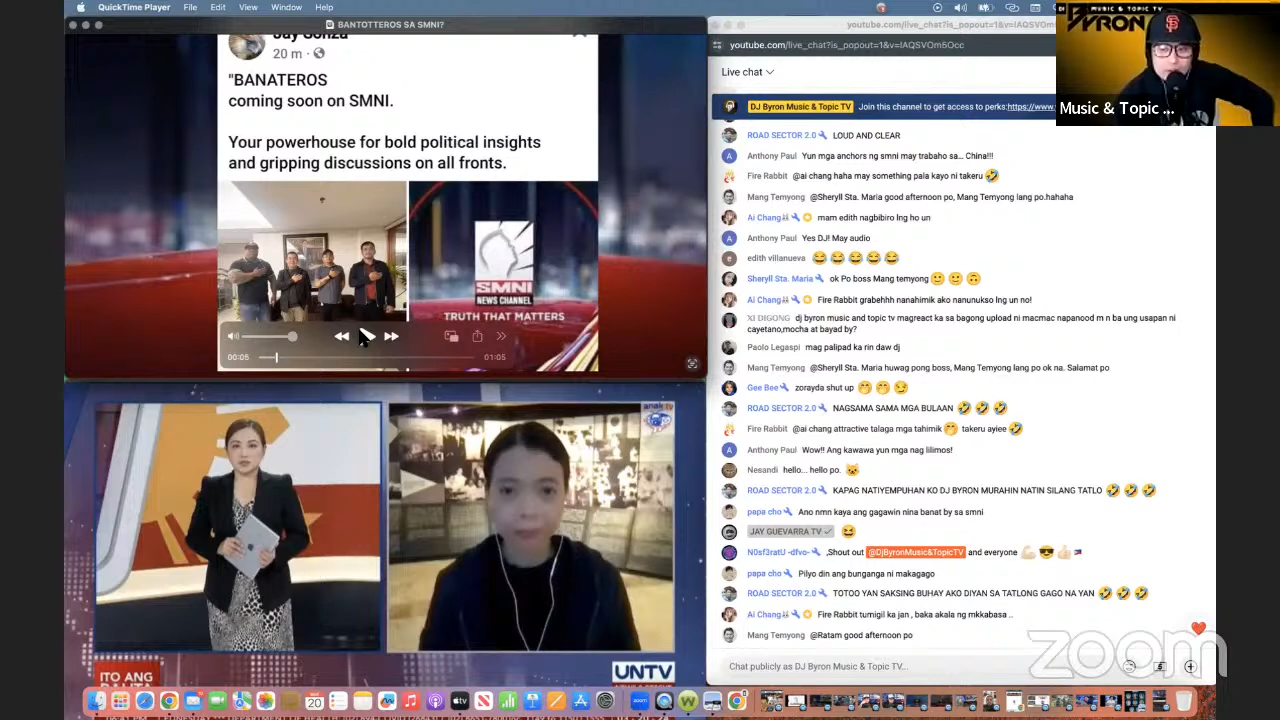 QuickTime Player File Edit View Window Help
BANTOTTEROS SA SMNI?
20 m
"BANATEROS
coming soon on SMNI.
Your powerhouse for bold political insights
and gripping discussions on all fronts.
SMNI
NEWS CHANNEL
TRUTH THAT MATTERS
00:05
01:05
anak tv
ITO ANG
UNTV
youtube.com/live_chat?is_popout=1&v=IAQSVOm5Occ
Live chat
DJ Byron Music & Topic TV Join this channel to get access to perks:https://www.
ROAD SECTOR 2.0 LOUD AND CLEAR
Anthony Paul Yun mga anchors ng smni may trabaho sa... China!!!
Fire Rabbit @ai chang haha may something pala kayo ni takeru 🤣
Mang Temyong @Sheryll Sta. Maria good afternoon po, Mang Temyong lang po.hahaha
Ai Chang mam edith nagbibiro lng ho un
Anthony Paul Yes DJ! May audio
edith villanueva 😂😂😂😂😂
Sheryll Sta. Maria ok Po boss Mang temyong 🙂🙂🙃
Ai Chang Fire Rabbit grabehhh nanahimik ako nanunukso lng un no!
XI DIGONG dj byron music and topic tv magreact ka sa bagong upload ni macmac napanood m n ba ung usapan ni
cayetano,mocha at bayad by?
Paolo Legaspi mag palipad ka rin daw dj
Mang Temyong @Sheryll Sta. Maria huwag pong boss, Mang Temyong lang po ok na. Salamat po
Gee Bee zorayda shut up 🤭🤭😏
ROAD SECTOR 2.0 NAGSAMA SAMA MGA BULAAN 🤣🤣🤣
Fire Rabbit @ai chang attractive talaga mga tahimik 🤭 takeru ayiee 🤣
Anthony Paul Wow!! Ang kawawa yun mga nag lilimos!
Nesandi hello... hello po. 🐱
ROAD SECTOR 2.0 KAPAG NATIYEMPUHAN KO DJ BYRON MURAHIN NATIN SILANG TATLO 🤣🤣🤣
papa cho Ano nmn kaya ang gagawin nina banat by sa smni
JAY GUEVARRA TV 😆
N0sf3ratU -dfvo- ,Shout out @DjByronMusic&TopicTV and everyone 💪🏻😎👍🏻🇵🇭
papa cho Pilyo din ang bunganga ni makagago
ROAD SECTOR 2.0 TOTOO YAN SAKSING BUHAY AKO DIYAN SA TATLONG GAGO NA YAN 🤣🤣🤣
Ai Chang Fire Rabbit tumigil ka jan , baka akala ng mkkabasa ..
Mang Temyong @Ratam good afternoon po
Chat publicly as DJ Byron Music & Topic TV...
MUSIC & TOPIC TV
BYRON
Music & Topic ...
zoom